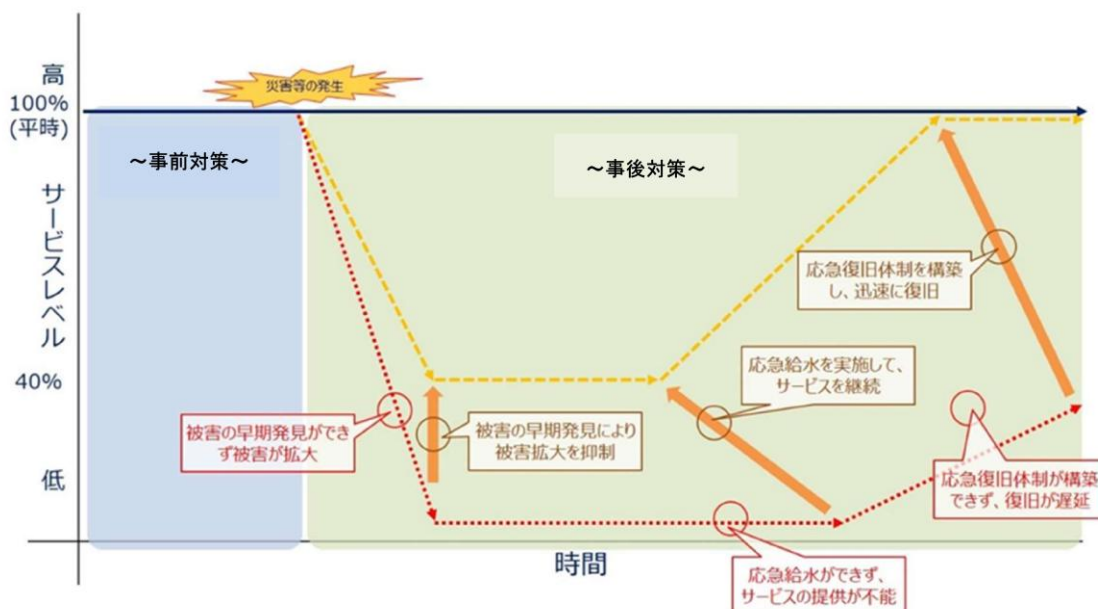 災害等の発生
高
100%
(平時)
サービスレベル
40%
低
～事前対策～
～事後対策～
応急復旧体制を構築
し、迅速に復旧
応急給水を実施して、
サービスを継続
被害の早期発見ができ
ず被害が拡大
被害の早期発見により
被害拡大を抑制
応急復旧体制が構築
できず、復旧が遅延
時間
応急給水ができず、
サービスの提供が不能